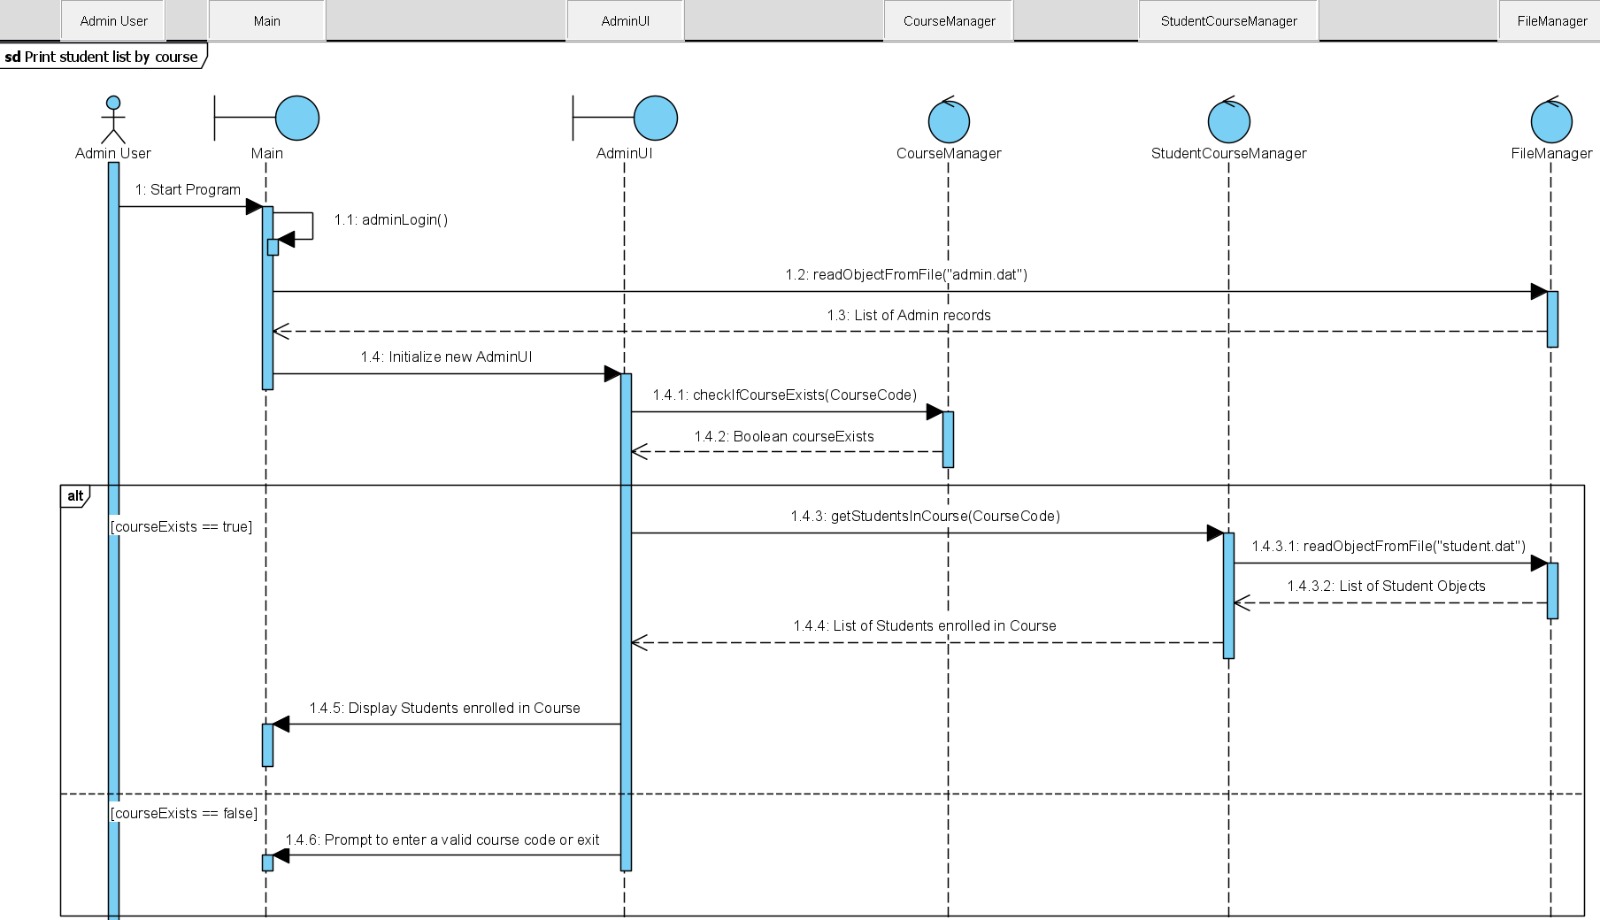 Admin User
Main
AdminUI
CourseManager
StudentCourseManager
FileManager
sd Print student list by course
Admin User
Main
AdminUI
CourseManager
StudentCourseManager
FileManager
1: Start Program
1.1: adminLogin()
1.2: readObjectFromFile("admin.dat")
1.3: List of Admin records
1.4: Initialize new AdminUI
1.4.1: checkIfCourseExists(CourseCode)
1.4.2: Boolean courseExists
alt
[courseExists == true]
1.4.3: getStudentsInCourse(CourseCode)
1.4.3.1: readObjectFromFile("student.dat")
1.4.3.2: List of Student Objects
1.4.4: List of Students enrolled in Course
1.4.5: Display Students enrolled in Course
[courseExists == false]
1.4.6: Prompt to enter a valid course code or exit